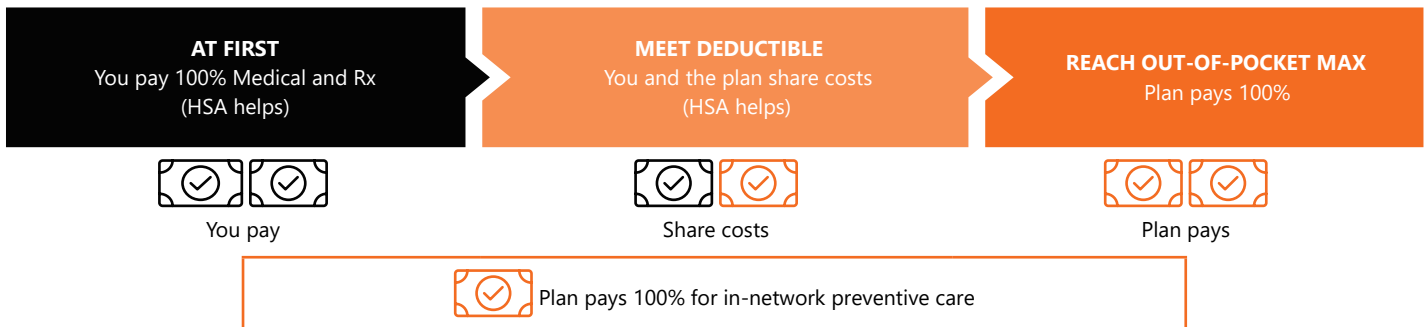 AT FIRST
You pay 100% Medical and Rx
(HSA helps)
MEET DEDUCTIBLE
You and the plan share costs
(HSA helps)
REACH OUT-OF-POCKET MAX
Plan pays 100%
You pay
Share costs
Plan pays
Plan pays 100% for in-network preventive care